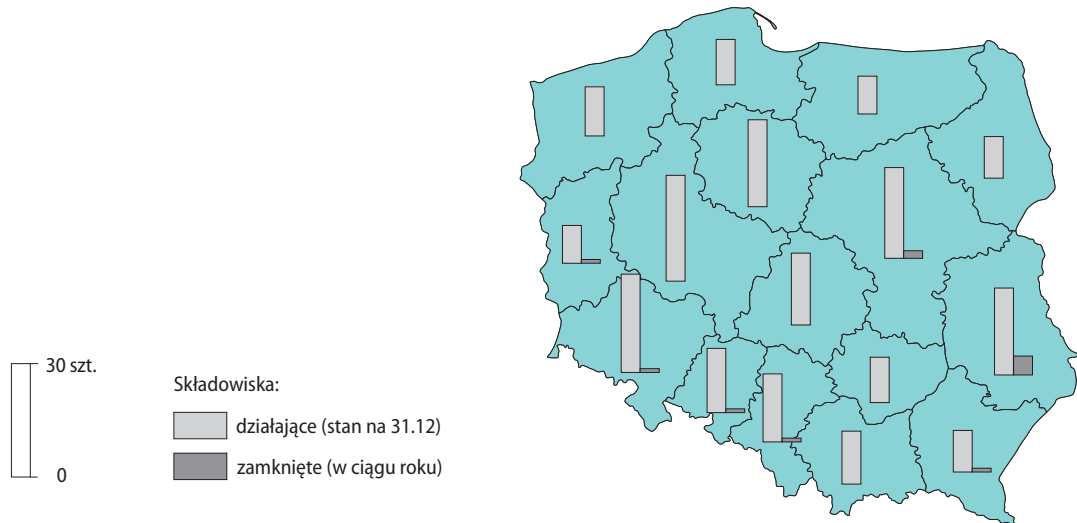 30 szt.
0
Składowiska:
działające (stan na 31.12)
zamknięte (w ciągu roku)